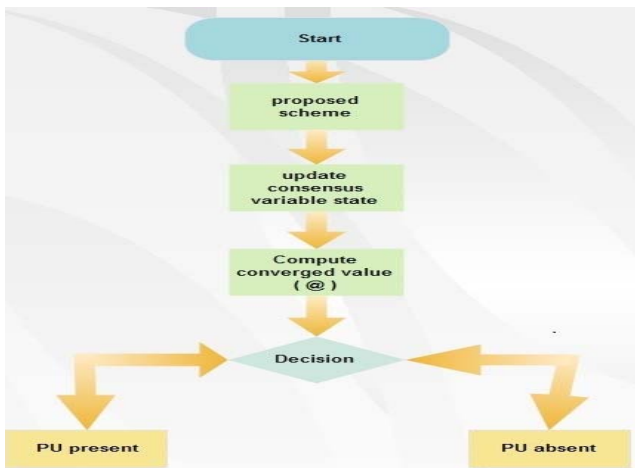 Start
proposed
scheme
update
consensus
variable state
Compute
converged value
( @ )
Decision
PU present
PU absent